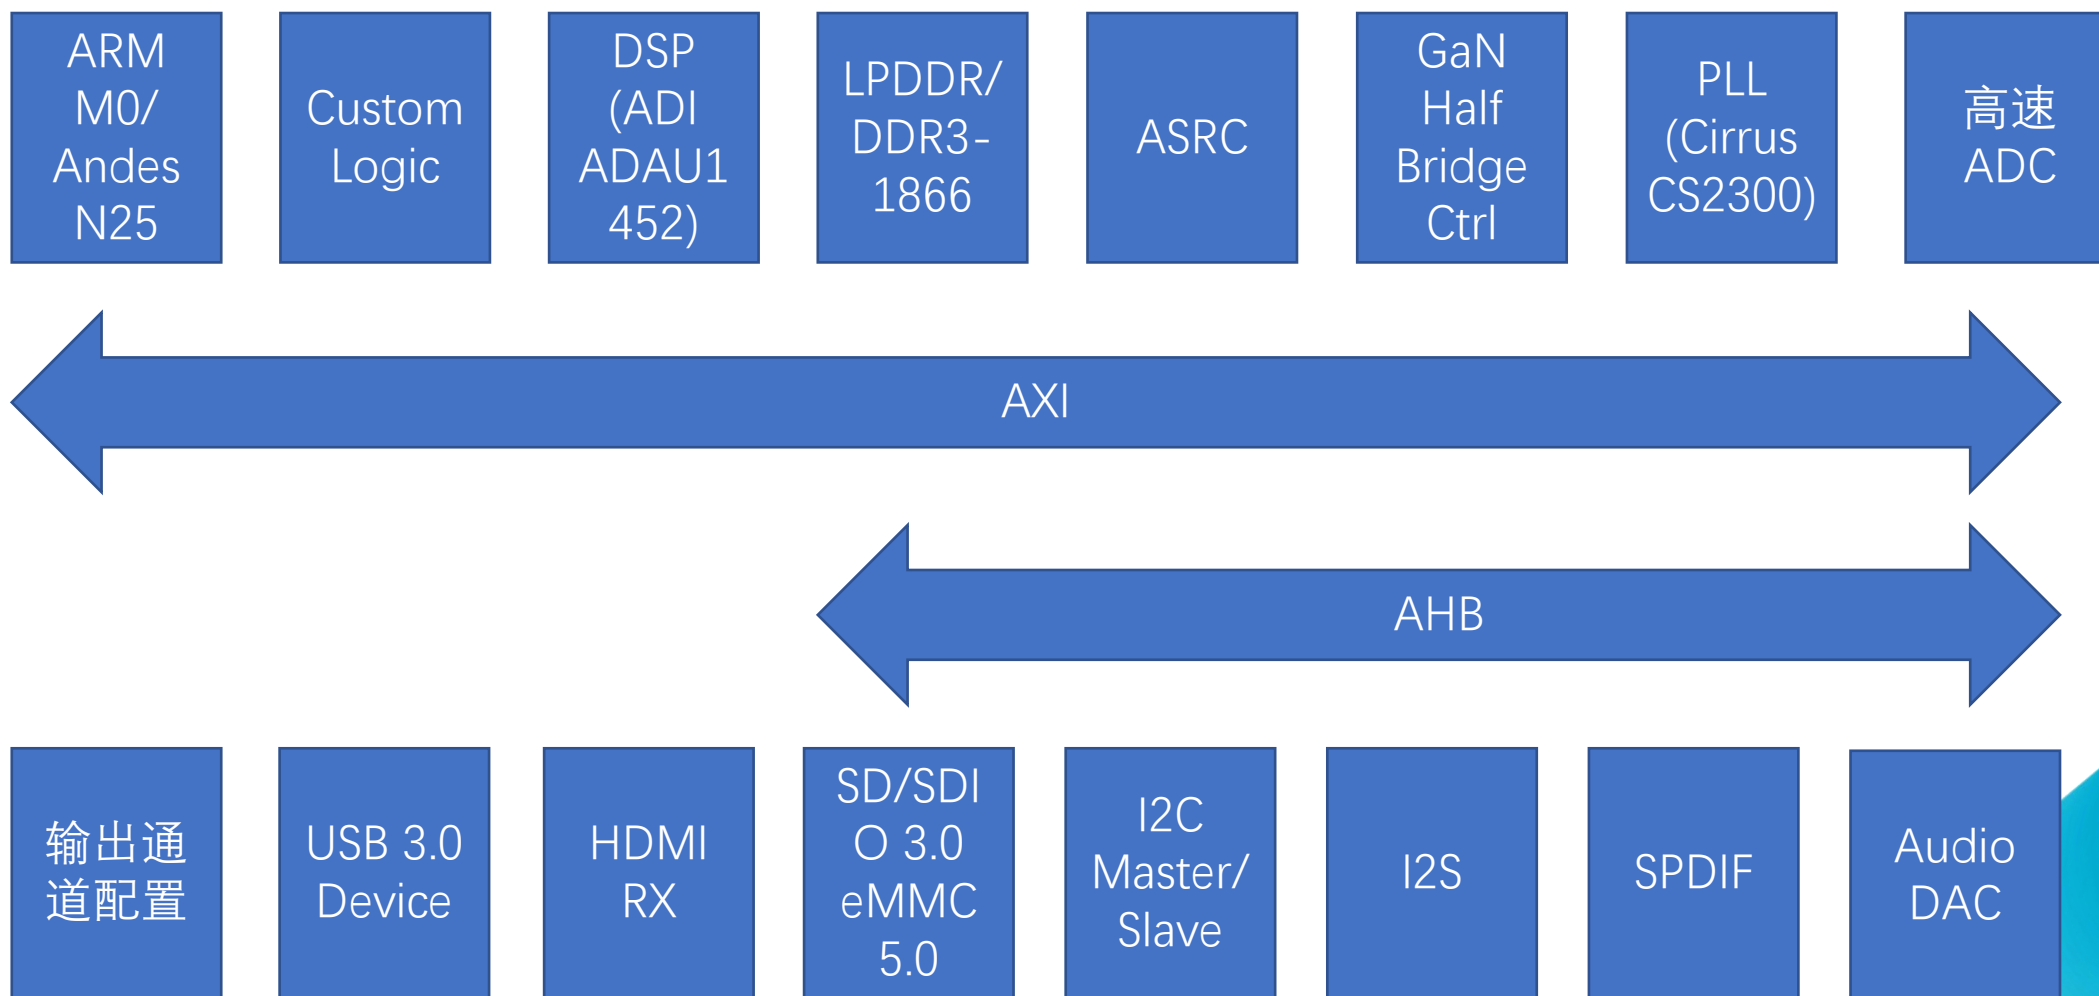 ARM
M0/
Andes
N25
Custom
Logic
DSP
(ADI
ADAU1
452)
LPDDR/
DDR3-
1866
ASRC
GaN
Half
Bridge
Ctrl
PLL
(Cirrus
CS2300)
高速
ADC
AXI
AHB
输出通
道配置
USB 3.0
Device
HDMI
RX
SD/SDI
O 3.0
eMMC
5.0
I2C
Master/
Slave
I2S
SPDIF
Audio
DAC